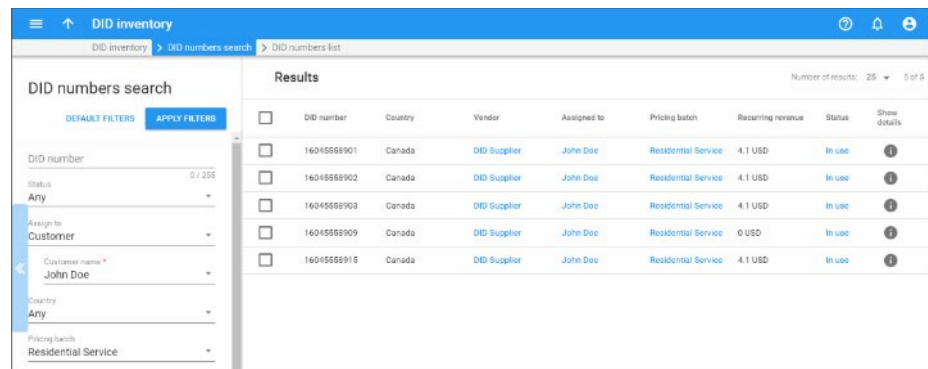 DID inventory
DID inventory > DID numbers search > DID numbers list
DID numbers search
DEFAULT FILTERS APPLY FILTERS
DID number
0 / 255
Status
Any
Assign to
Customer
Customer name *
John Doe
Country
Any
Pricing batch
Residential Service
Results
Number of results: 25 5 of 5
DID number Country Vendor Assigned to Pricing batch Recurring revenue Status Show details
16045558901 Canada DID Supplier John Doe Residential Service 4.1 USD In use
16045558902 Canada DID Supplier John Doe Residential Service 4.1 USD In use
16045558903 Canada DID Supplier John Doe Residential Service 4.1 USD In use
16045558909 Canada DID Supplier John Doe Residential Service 0 USD In use
16045558915 Canada DID Supplier John Doe Residential Service 4.1 USD In use